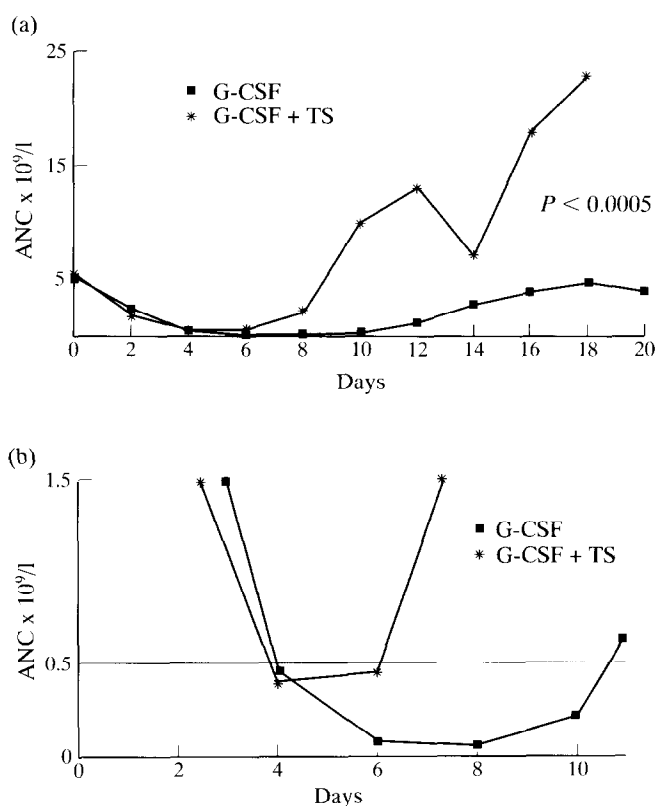 (a)
25
G-CSF
G-CSF + TS
15
ANC x 10⁹/l
P < 0.0005
5
0 2 4 6 8 10 12 14 16 18 20
Days
(b)
1.5
G-CSF
G-CSF + TS
ANC x 10⁹/l
0.5
0
0 2 4 6 8 10
Days